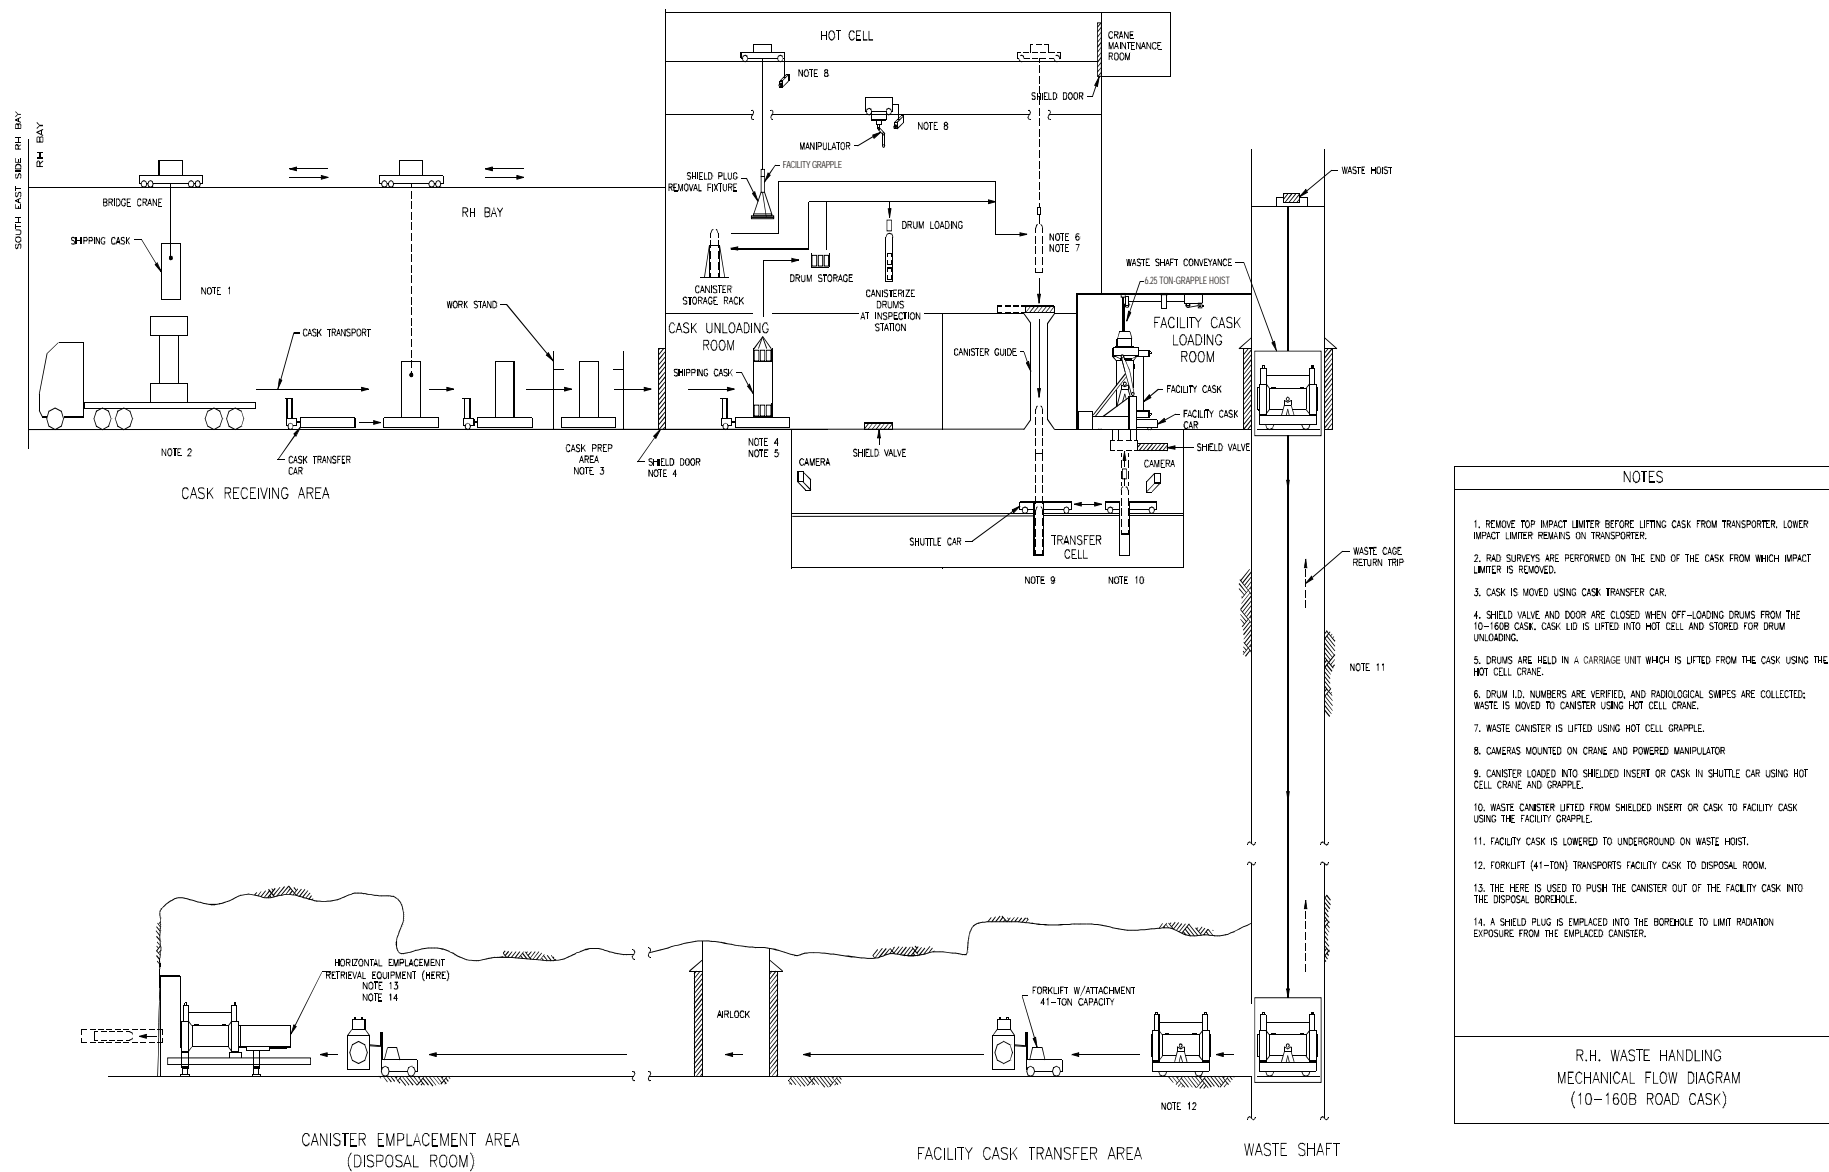 HOT CELL
CRANE
MAINTENANCE
ROOM
NOTE 8
SHIELD DOOR
NOTE 8
MANIPULATOR
SOUTH EAST SIDE RH BAY
RH BAY
FACILITY GRAPPLE
SHIELD PLUG
REMOVAL FIXTURE
WASTE HOIST
BRIDGE CRANE
RH BAY
SHIPPING CASK
DRUM LOADING
NOTE 6
NOTE 7
NOTE 1
CANISTER
STORAGE RACK
DRUM STORAGE
CANISTERIZE
DRUMS
AT INSPECTION
STATION
WASTE SHAFT CONVEYANCE
6.25 TON-GRAPPLE HOIST
WORK STAND
CASK TRANSPORT
CASK UNLOADING
ROOM
FACILITY CASK
LOADING
ROOM
CANISTER GUIDE
SHIPPING CASK
FACILITY CASK
FACILITY CASK
CAR
NOTE 2
CASK TRANSFER
CAR
CASK PREP
AREA
NOTE 3
SHIELD DOOR
NOTE 4
NOTE 4
NOTE 5
SHIELD VALVE
SHIELD VALVE
CAMERA
CAMERA
CASK RECEIVING AREA
SHUTTLE CAR
TRANSFER
CELL
NOTE 9
NOTE 10
WASTE CAGE
RETURN TRIP
NOTE 11
NOTES
1. REMOVE TOP IMPACT LIMITER BEFORE LIFTING CASK FROM TRANSPORTER. LOWER
IMPACT LIMITER REMAINS ON TRANSPORTER.
2. RAD SURVEYS ARE PERFORMED ON THE END OF THE CASK FROM WHICH IMPACT
LIMITER IS REMOVED.
3. CASK IS MOVED USING CASK TRANSFER CAR.
4. SHIELD VALVE AND DOOR ARE CLOSED WHEN OFF-LOADING DRUMS FROM THE
10-160B CASK. CASK LID IS LIFTED INTO HOT CELL AND STORED FOR DRUM
UNLOADING.
5. DRUMS ARE HELD IN A CARRIAGE UNIT WHICH IS LIFTED FROM THE CASK USING THE
HOT CELL CRANE.
6. DRUM I.D. NUMBERS ARE VERIFIED, AND RADIOLOGICAL SWIPES ARE COLLECTED;
WASTE IS MOVED TO CANISTER USING HOT CELL CRANE.
7. WASTE CANISTER IS LIFTED USING HOT CELL GRAPPLE.
8. CAMERAS MOUNTED ON CRANE AND POWERED MANIPULATOR
9. CANISTER LOADED INTO SHIELDED INSERT OR CASK IN SHUTTLE CAR USING HOT
CELL CRANE AND GRAPPLE.
10. WASTE CANISTER LIFTED FROM SHIELDED INSERT OR CASK TO FACILITY CASK
USING THE FACILITY GRAPPLE.
11. FACILITY CASK IS LOWERED TO UNDERGROUND ON WASTE HOIST.
12. FORKLIFT (41-TON) TRANSPORTS FACILITY CASK TO DISPOSAL ROOM.
13. THE HERE IS USED TO PUSH THE CANISTER OUT OF THE FACILITY CASK INTO
THE DISPOSAL BOREHOLE.
14. A SHIELD PLUG IS EMPLACED INTO THE BOREHOLE TO LIMIT RADIATION
EXPOSURE FROM THE EMPLACED CANISTER.
HORIZONTAL EMPLACEMENT
RETRIEVAL EQUIPMENT (HERE)
NOTE 13
NOTE 14
AIRLOCK
FORKLIFT W/ATTACHMENT
41-TON CAPACITY
NOTE 12
R.H. WASTE HANDLING
MECHANICAL FLOW DIAGRAM
(10-160B ROAD CASK)
CANISTER EMPLACEMENT AREA
(DISPOSAL ROOM)
FACILITY CASK TRANSFER AREA
WASTE SHAFT